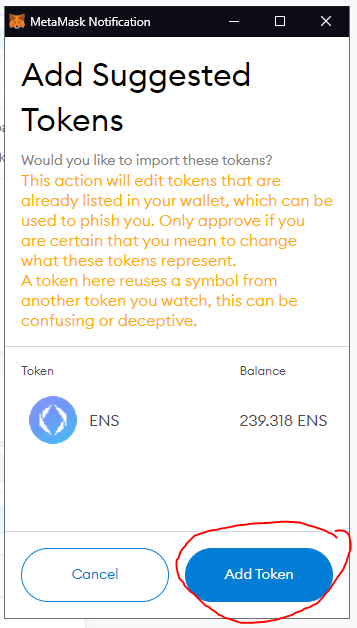 MetaMask Notification
Add Suggested
Tokens
Would you like to import these tokens?
This action will edit tokens that are
already listed in your wallet, which can be
used to phish you. Only approve if you
are certain that you mean to change
what these tokens represent.
A token here reuses a symbol from
another token you watch, this can be
confusing or deceptive.
Token Balance
ENS 239.318 ENS
Cancel Add Token